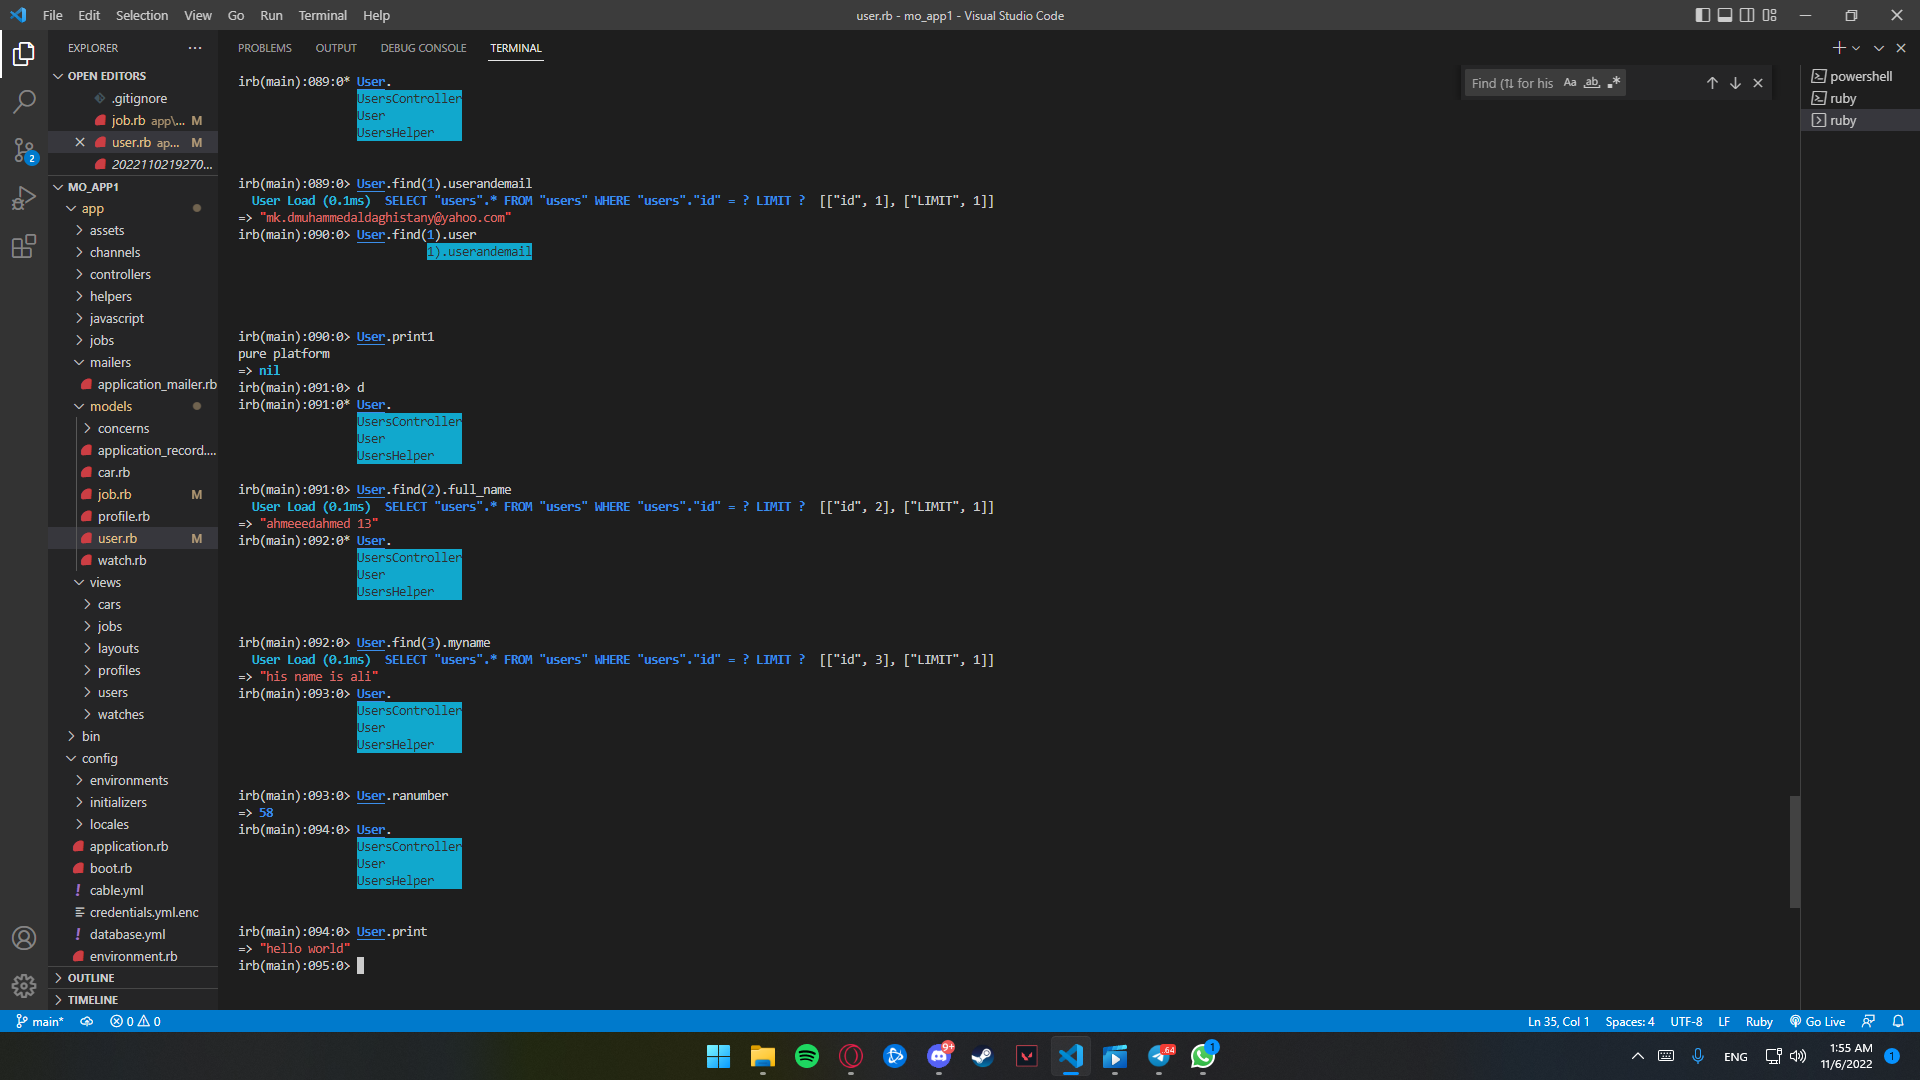 File Edit Selection View Go Run Terminal Help
user.rb - mo_app1 - Visual Studio Code
EXPLORER
OPEN EDITORS
.gitignore
job.rb app\... M
user.rb ap... M
2022110219270...
MO_APP1
app
assets
channels
controllers
helpers
javascript
jobs
mailers
application_mailer.rb
models
concerns
application_record....
car.rb
job.rb M
profile.rb
user.rb M
watch.rb
views
cars
jobs
layouts
profiles
users
watches
bin
config
environments
initializers
locales
application.rb
boot.rb
cable.yml
credentials.yml.enc
database.yml
environment.rb
OUTLINE
TIMELINE
2
PROBLEMS OUTPUT DEBUG CONSOLE TERMINAL
Find (⇅ for his Aa ab .*
irb(main):089:0* User.
UsersController
User
UsersHelper
irb(main):089:0> User.find(1).userandemail
User Load (0.1ms) SELECT "users".* FROM "users" WHERE "users"."id" = ? LIMIT ? [["id", 1], ["LIMIT", 1]]
=> "mk.dmuhammedaldaghistany@yahoo.com"
irb(main):090:0> User.find(1).user
1).userandemail
irb(main):090:0> User.print1
pure platform
=> nil
irb(main):091:0> d
irb(main):091:0* User.
UsersController
User
UsersHelper
irb(main):091:0> User.find(2).full_name
User Load (0.1ms) SELECT "users".* FROM "users" WHERE "users"."id" = ? LIMIT ? [["id", 2], ["LIMIT", 1]]
=> "ahmeeedahmed 13"
irb(main):092:0* User.
UsersController
User
UsersHelper
irb(main):092:0> User.find(3).myname
User Load (0.1ms) SELECT "users".* FROM "users" WHERE "users"."id" = ? LIMIT ? [["id", 3], ["LIMIT", 1]]
=> "his name is ali"
irb(main):093:0> User.
UsersController
User
UsersHelper
irb(main):093:0> User.ranumber
=> 58
irb(main):094:0> User.
UsersController
User
UsersHelper
irb(main):094:0> User.print
=> "hello world"
irb(main):095:0>
powershell
ruby
ruby
main* 0 0
Ln 35, Col 1 Spaces: 4 UTF-8 LF Ruby Go Live
9+
.64
1
ENG
1:55 AM
11/6/2022
1